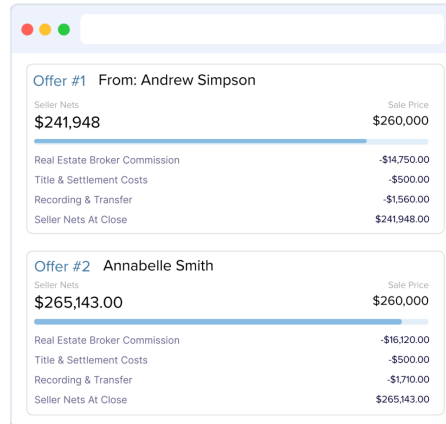 Offer #1 From: Andrew Simpson
Seller Nets Sale Price
$241,948 $260,000
Real Estate Broker Commission -$14,750.00
Title & Settlement Costs -$500.00
Recording & Transfer -$1,560.00
Seller Nets At Close $241,948.00
Offer #2 Annabelle Smith
Seller Nets Sale Price
$265,143.00 $260,000
Real Estate Broker Commission -$16,120.00
Title & Settlement Costs -$500.00
Recording & Transfer -$1,710.00
Seller Nets At Close $265,143.00